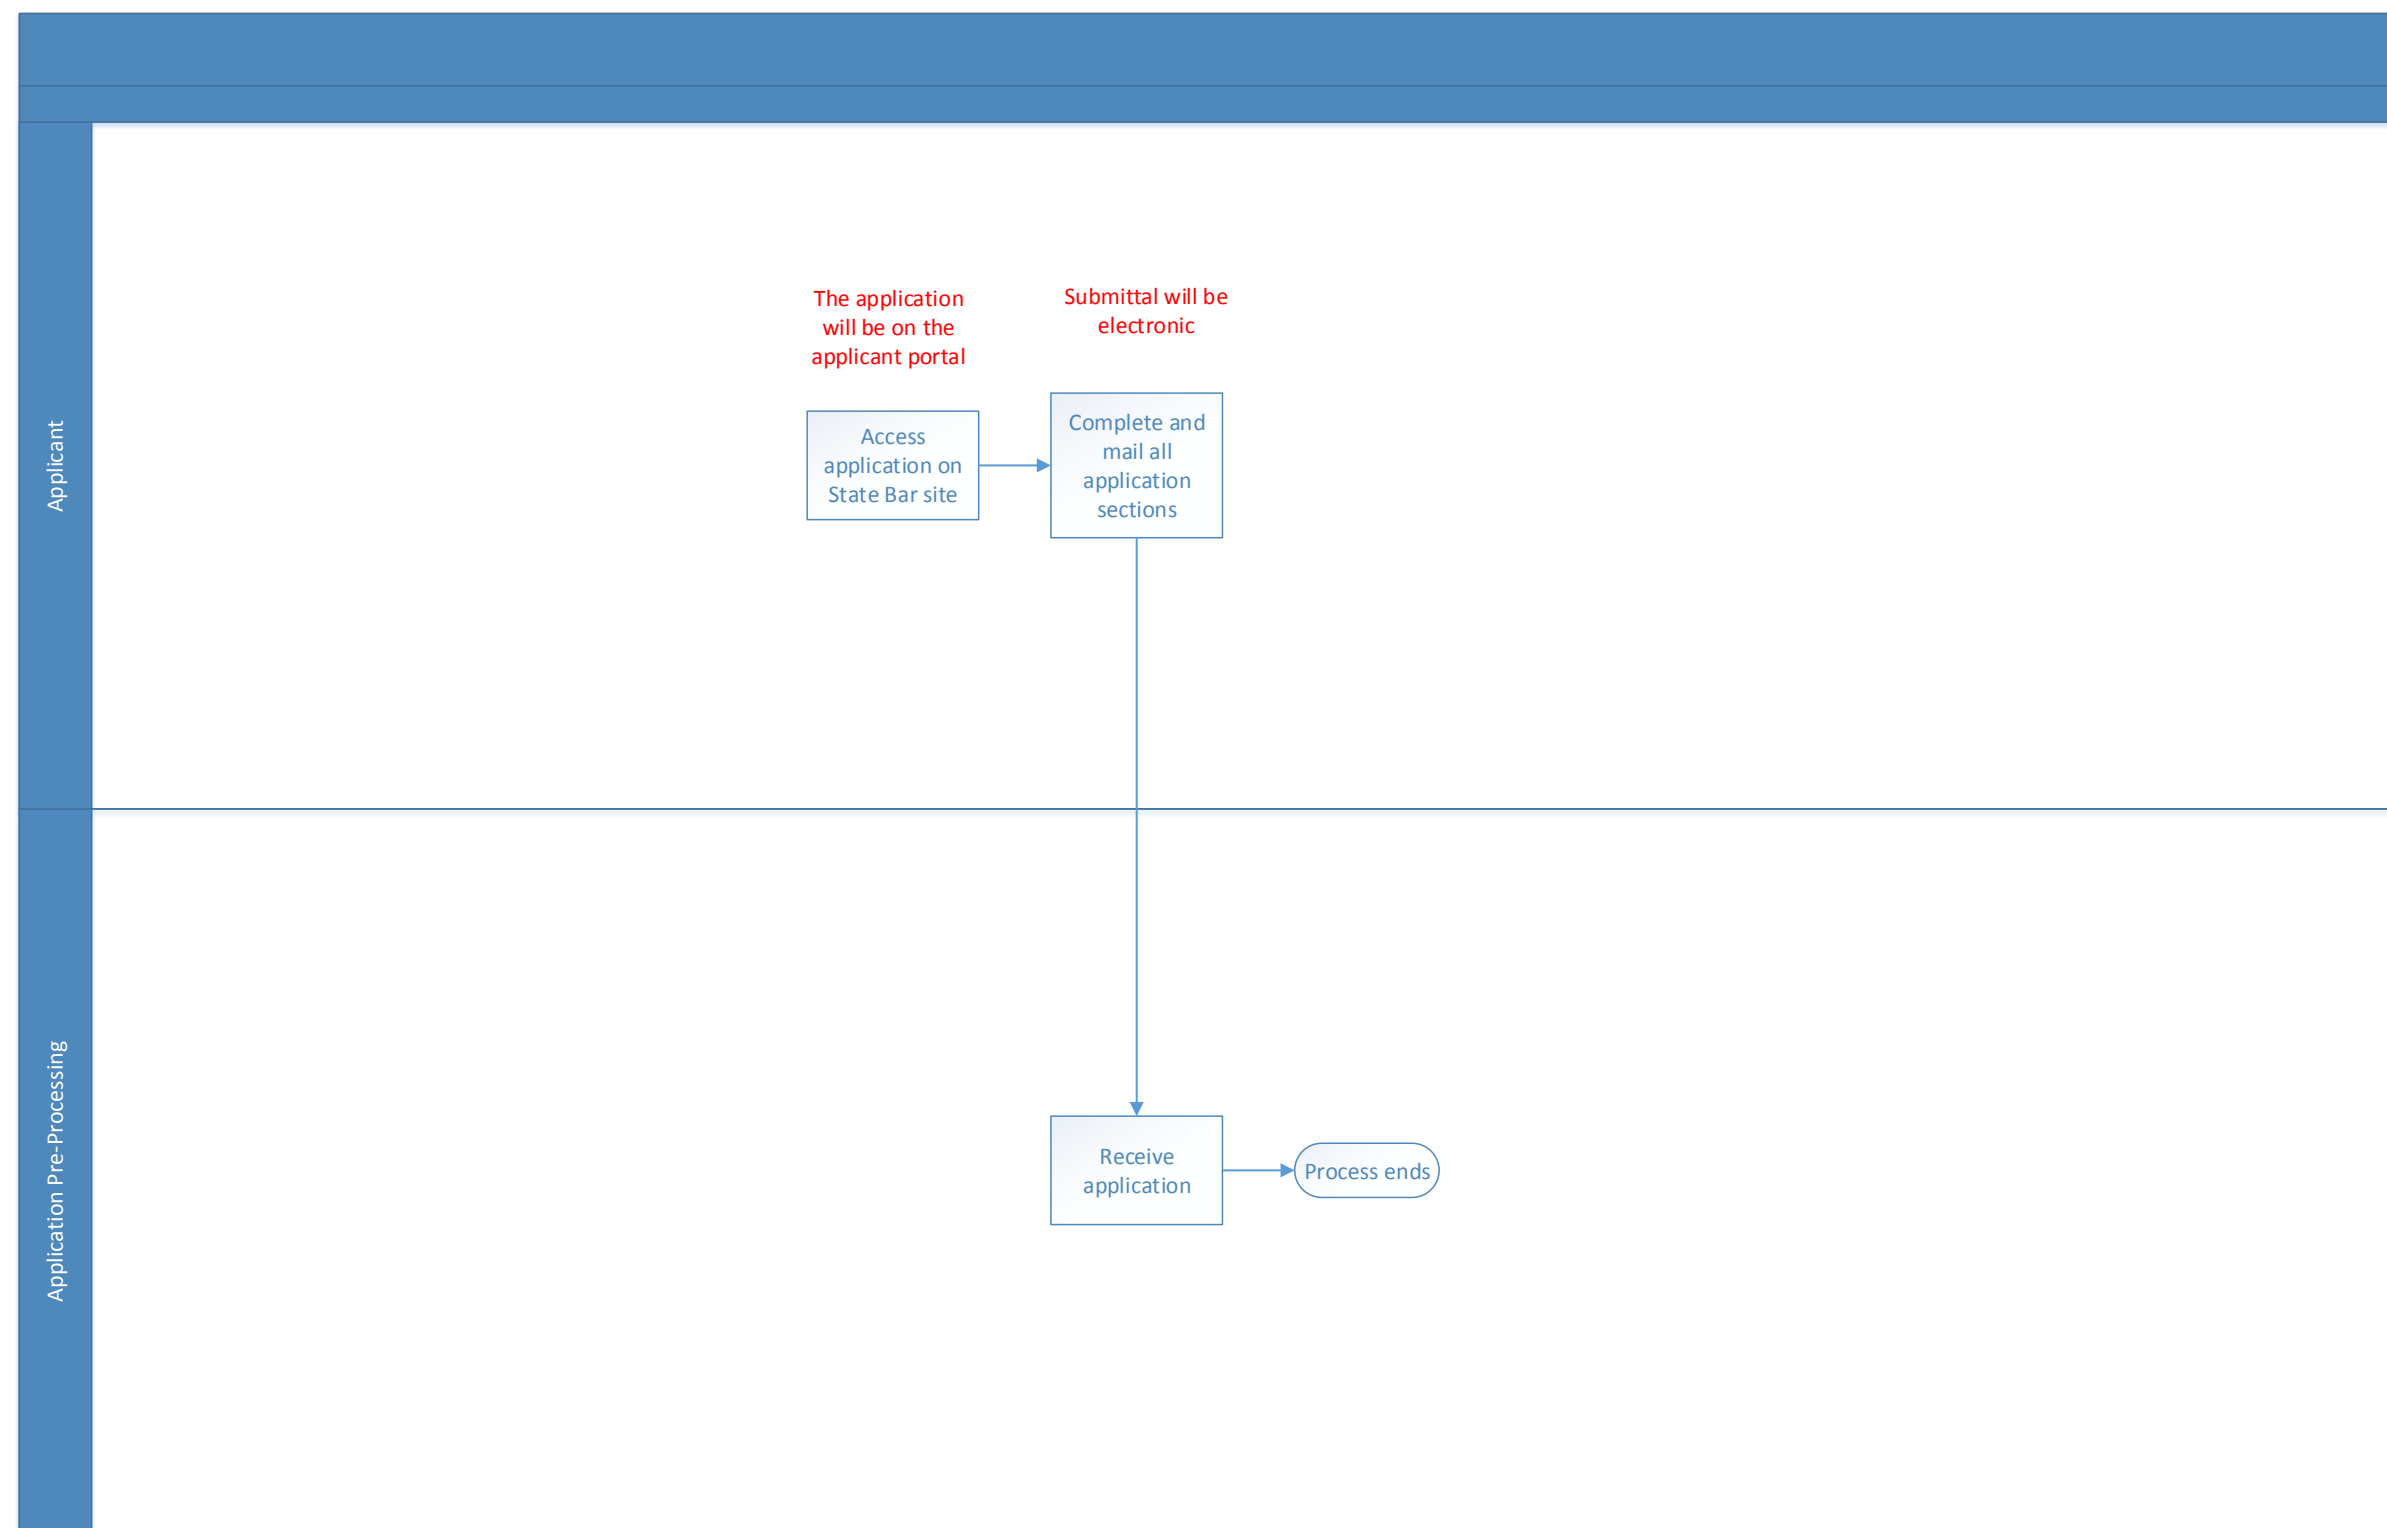 Applicant
The application
will be on the
applicant portal
Submittal will be
electronic
Access
application on
State Bar site
Complete and
mail all
application
sections
Application Pre-Processing
Receive
application
Process ends